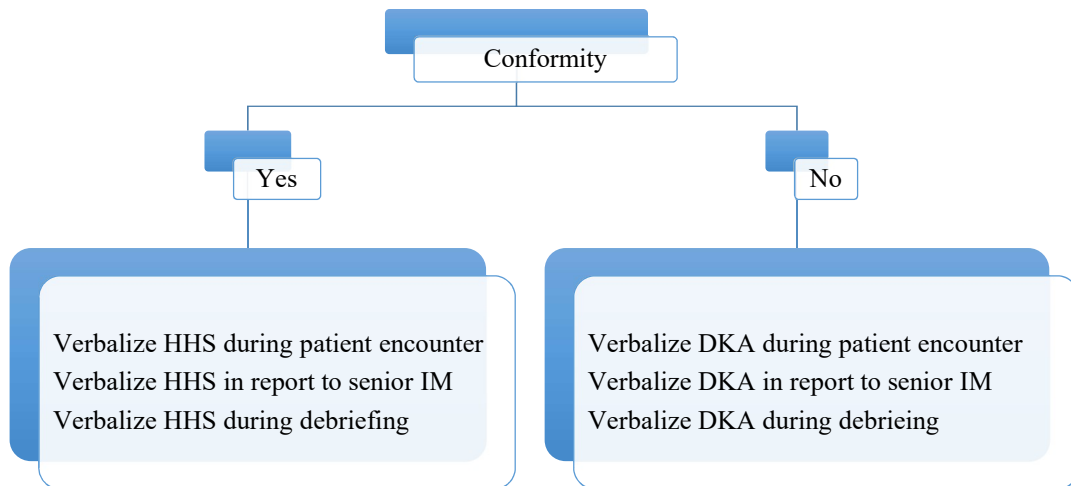 Conformity
Yes
No
Verbalize HHS during patient encounter
Verbalize HHS in report to senior IM
Verbalize HHS during debriefing
Verbalize DKA during patient encounter
Verbalize DKA in report to senior IM
Verbalize DKA during debrieing